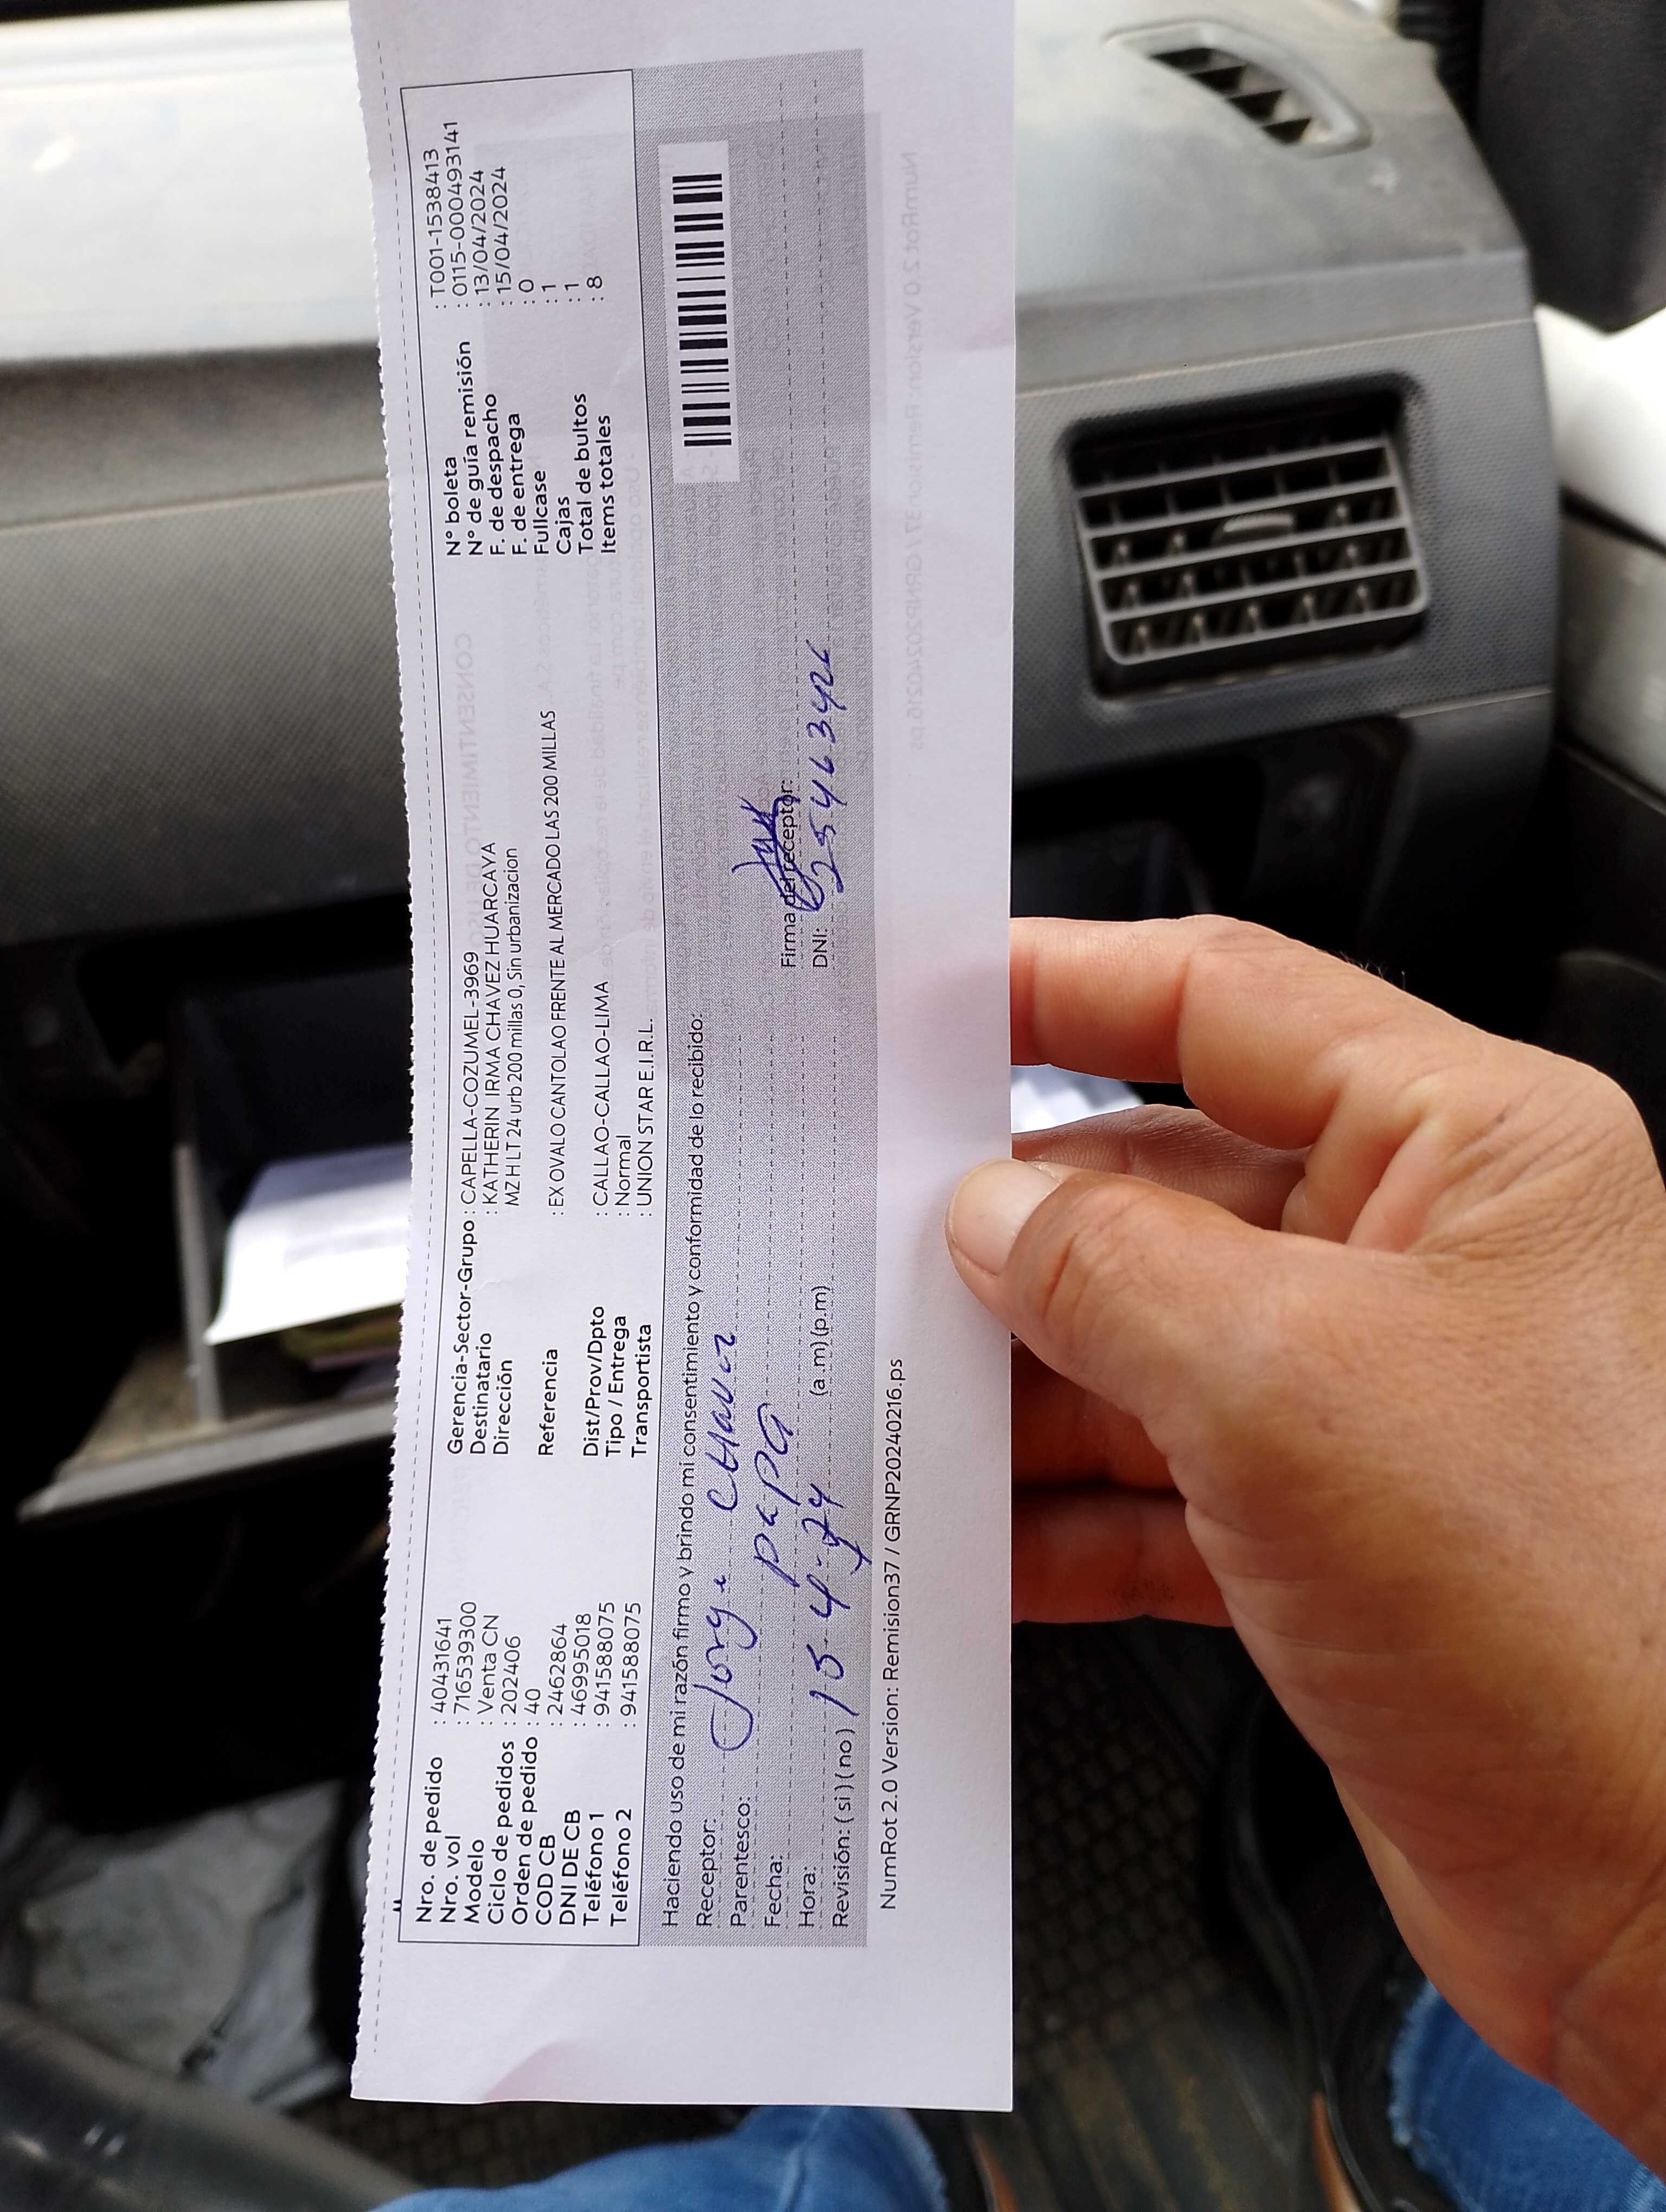 Nro. de pedido : 40431641
Nro. vol : 716539300
Modelo : Venta CN
Ciclo de pedidos : 202406
Orden de pedido : 40
COD CB : 2462864
DNI DE CB : 46995018
Teléfono 1 : 941588075
Teléfono 2 : 941588075
Gerencia-Sector-Grupo : CAPELLA-COZUMEL-3969
Destinatario : KATHERIN IRMA CHAVEZ HUARCAYA
Dirección MZ H LT 24 urb 200 millas 0, Sin urbanizacion
Referencia : EX OVALO CANTOLAO FRENTE AL MERCADO LAS 200 MILLAS
Dist/Prov/Dpto : CALLAO-CALLAO-LIMA
Tipo / Entrega : Normal
Transportista : UNION STAR E.I.R.L.
N° boleta : T001-1538413
N° de guía remisión : 0115-000493141
F. de despacho : 13/04/2024
F. de entrega : 15/04/2024
Fullcase : 0
Cajas : 1
Total de bultos : 1
Items totales : 8
Haciendo uso de mi razón firmo y brindo mi consentimiento y conformidad de lo recibido:
Receptor: Jorge Chavez
Parentesco: papa
Fecha: 15-4-24
Hora: (a.m) (p.m)
Revisión: ( si ) ( no )
Firma del receptor:
DNI: 25463426
NumRot 2.0 Version: Remision37 / GRNP20240216.ps